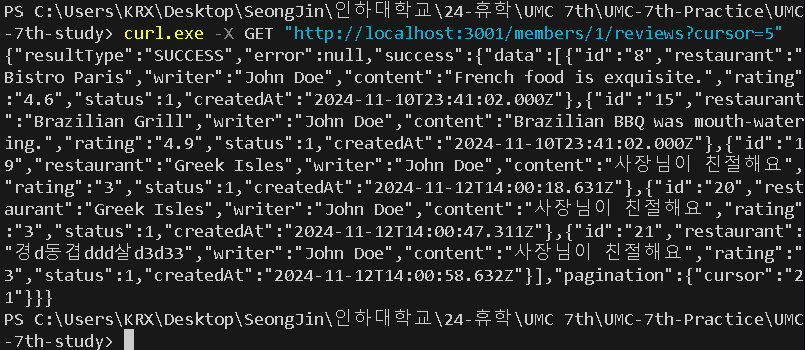 PS C:\Users\KRX\Desktop\SeongJin\인하대학교\24-휴학\UMC 7th\UMC-7th-Practice\UMC
-7th-study> curl.exe -X GET "http://localhost:3001/members/1/reviews?cursor=5"
{"resultType":"SUCCESS","error":null,"success":{"data":[{"id":"8","restaurant":"
Bistro Paris","writer":"John Doe","content":"French food is exquisite.","rating"
:"4.6","status":1,"createdAt":"2024-11-10T23:41:02.000Z"},{"id":"15","restaurant
":"Brazilian Grill","writer":"John Doe","content":"Brazilian BBQ was mouth-water
ing.","rating":"4.9","status":1,"createdAt":"2024-11-10T23:41:02.000Z"},{"id":"1
9","restaurant":"Greek Isles","writer":"John Doe","content":"사장님이 친절해요","
rating":"3","status":1,"createdAt":"2024-11-12T14:00:18.631Z"},{"id":"20","rest
aurant":"Greek Isles","writer":"John Doe","content":"사장님이 친절해요","rating"
:"3","status":1,"createdAt":"2024-11-12T14:00:47.311Z"},{"id":"21","restaurant":
"경d동겹ddd살d3d33","writer":"John Doe","content":"사장님이 친절해요","rating":"
3","status":1,"createdAt":"2024-11-12T14:00:58.632Z"}],"pagination":{"cursor":"2
1"}}}
PS C:\Users\KRX\Desktop\SeongJin\인하대학교\24-휴학\UMC 7th\UMC-7th-Practice\UMC
-7th-study>